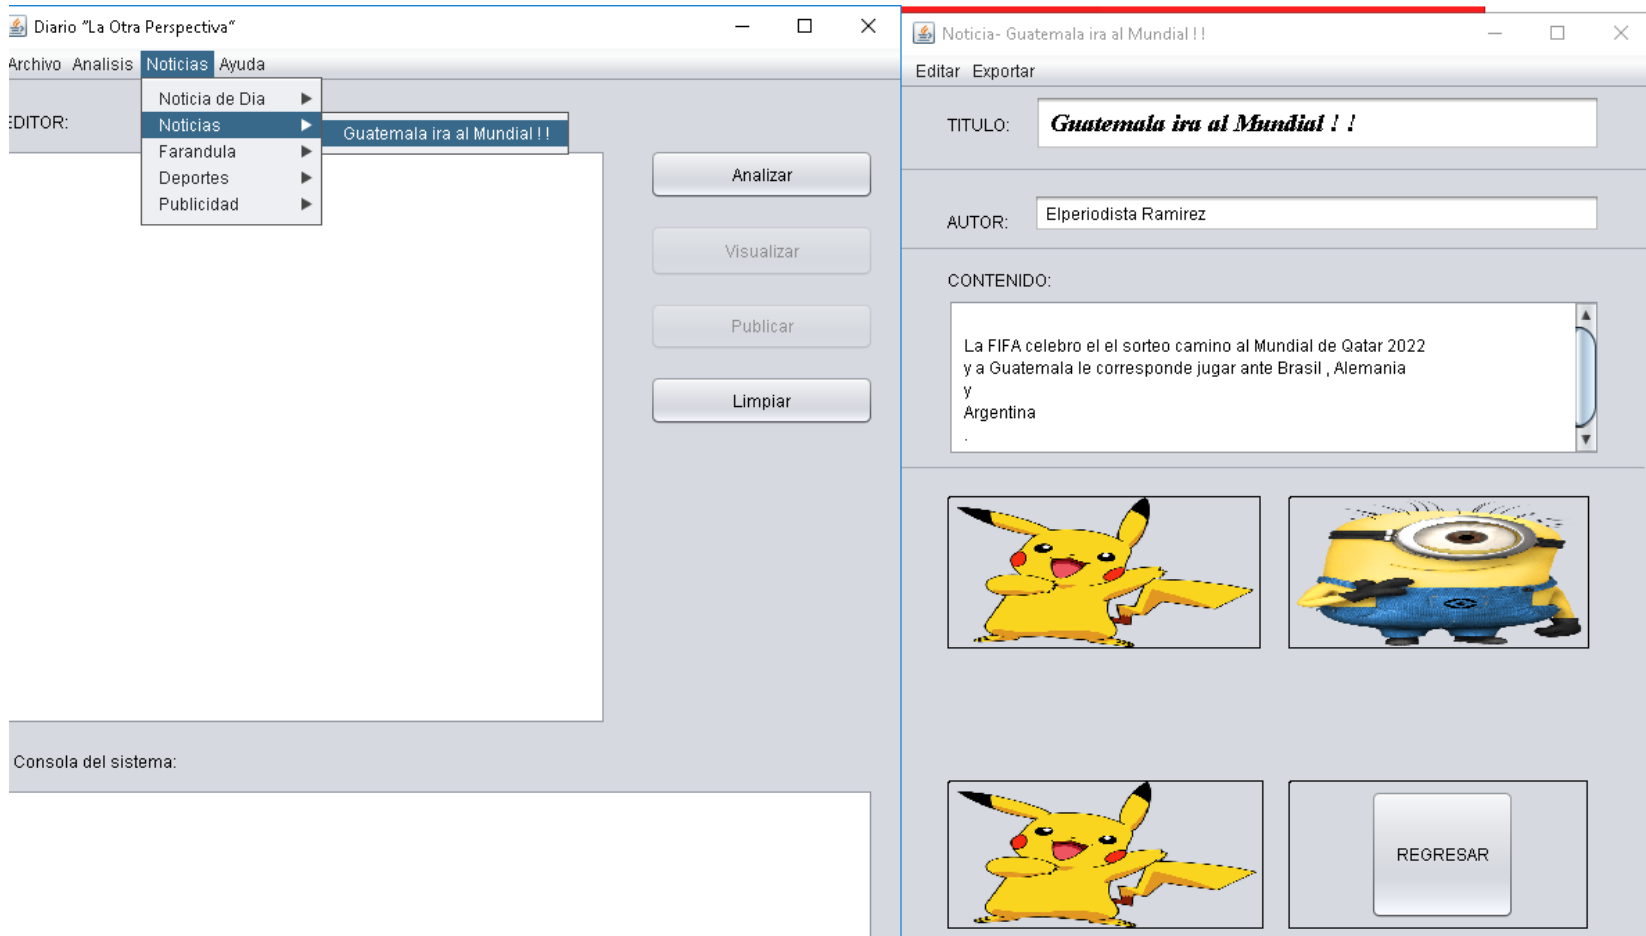 Diario "La Otra Perspectiva"
Archivo Analisis Noticias Ayuda
Noticia de Dia
Noticias
Farandula
Deportes
Publicidad
Guatemala ira al Mundial ! !
EDITOR:
Analizar
Visualizar
Publicar
Limpiar
Consola del sistema:
Noticia- Guatemala ira al Mundial ! !
Editar Exportar
TITULO:
Guatemala ira al Mundial ! !
AUTOR:
Elperiodista Ramirez
CONTENIDO:
La FIFA celebro el el sorteo camino al Mundial de Qatar 2022
y a Guatemala le corresponde jugar ante Brasil , Alemania
y
Argentina
.
REGRESAR